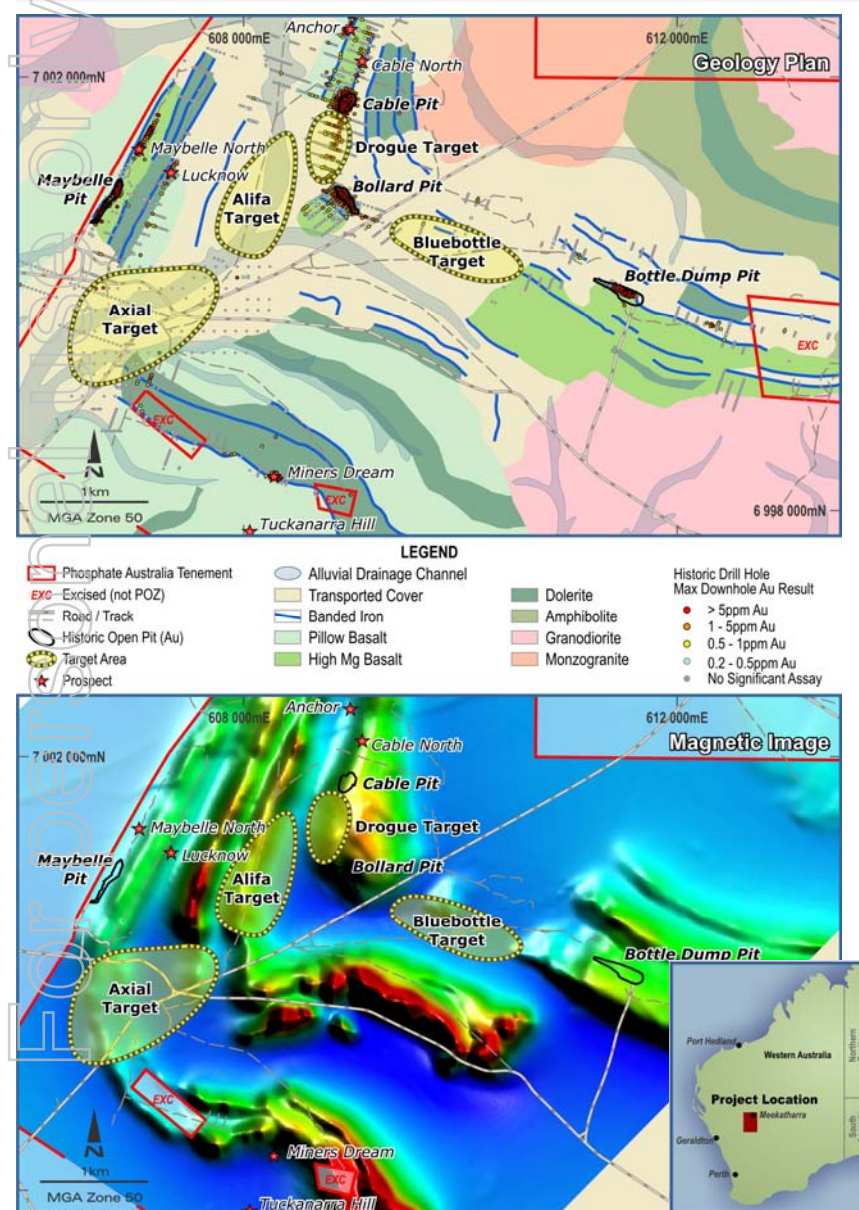 For personal use only
608 000mE
612 000mE
Anchor
Geology Plan
7 002 000mN
Cable North
Cable Pit
Maybelle North
Drogue Target
Maybelle
Pit
Lucknow
Bollard Pit
Alifa
Target
Bluebottle
Target
Bottle Dump Pit
Axial
Target
EXC
EXC
Miners Dream
EXC
N
1km
MGA Zone 50
Tuckanarra Hill
6 998 000mN
LEGEND
Phosphate Australia Tenement
EXC Excised (not POZ)
Road / Track
Historic Open Pit (Au)
Target Area
Prospect
Alluvial Drainage Channel
Transported Cover
Banded Iron
Pillow Basalt
High Mg Basalt
Dolerite
Amphibolite
Granodiorite
Monzogranite
Historic Drill Hole
Max Downhole Au Result
> 5ppm Au
1 - 5ppm Au
0.5 - 1ppm Au
0.2 - 0.5ppm Au
No Significant Assay
608 000mE
612 000mE
Anchor
Magnetic Image
7 002 000mN
Cable North
Cable Pit
Maybelle North
Drogue Target
Maybelle
Pit
Lucknow
Bollard Pit
Alifa
Target
Bluebottle
Target
Bottle Dump Pit
Axial
Target
EXC
Miners Dream
EXC
N
1km
MGA Zone 50
Tuckanarra Hill
Port Hedland
Western Australia
Northern
Project Location
Meekatharra
South
Geraldton
Perth